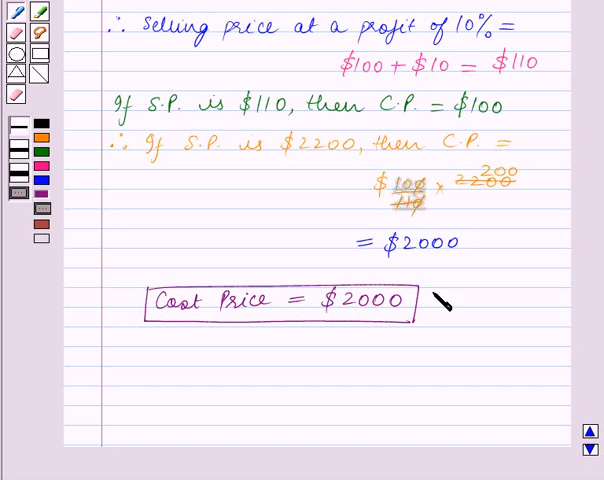 ∴ Selling price at a profit of 10% =
$100 + $10 = $110
If S.P. is $110, then C.P. = $100
∴ If S.P. is $2200, then C.P. =
200
$ 100/110 × 2200
= $2000
Cost Price = $2000